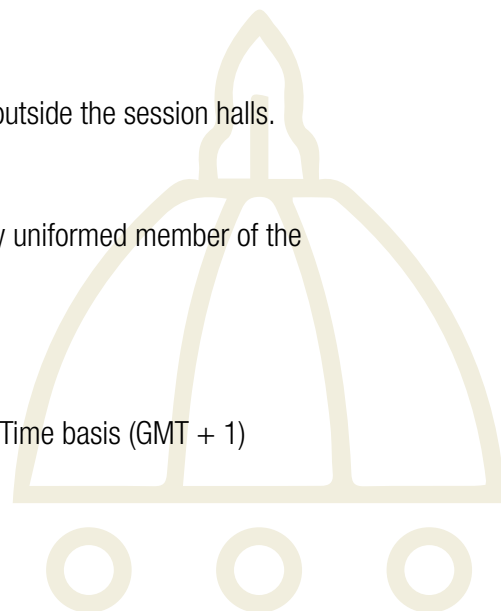 outside the session halls.
uniformed member of the
Time basis (GMT + 1)